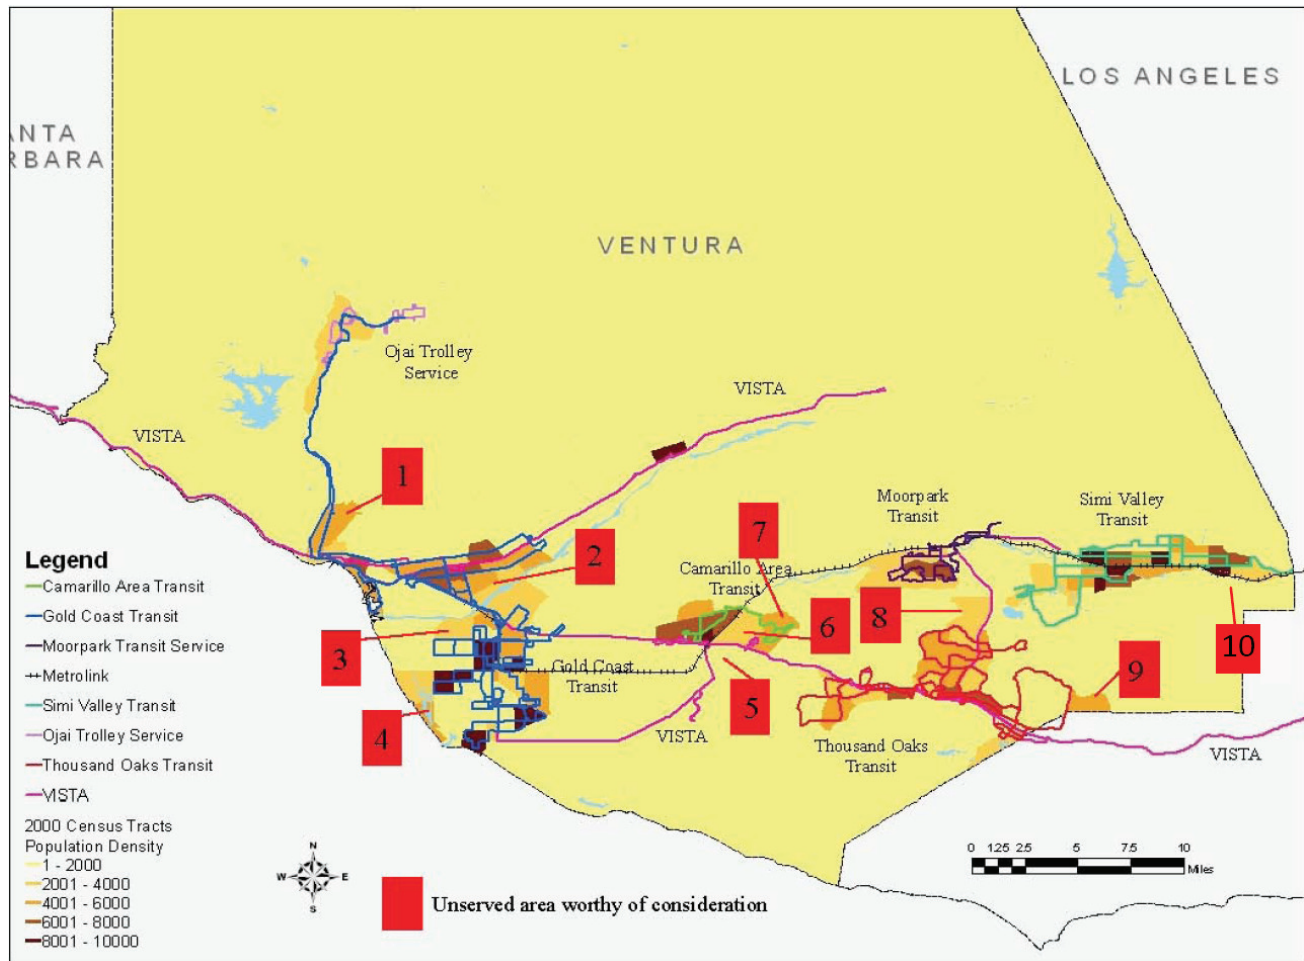 LOS ANGELES
ANTA
RBARA
VENTURA
Ojai Trolley
Service
VISTA
VISTA
1
Moorpark
Transit
Simi Valley
Transit
7
2
Camarillo Area
Transit
8
6
10
3
Gold Coast
Transit
5
9
4
VISTA
Thousand Oaks
Transit
VISTA
Legend
Camarillo Area Transit
Gold Coast Transit
Moorpark Transit Service
Metrolink
Simi Valley Transit
Ojai Trolley Service
Thousand Oaks Transit
VISTA
2000 Census Tracts
Population Density
1 - 2000
2001 - 4000
4001 - 6000
6001 - 8000
8001 - 10000
N
W E
S
Unserved area worthy of consideration
0 1.25 2.5 5 7.5 10
Miles